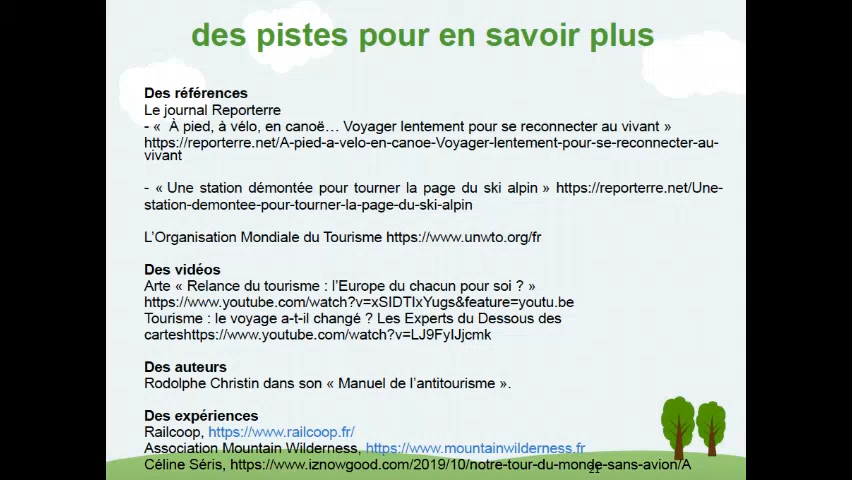 des pistes pour en savoir plus
Des références
Le journal Reporterre
- « À pied, à vélo, en canoë… Voyager lentement pour se reconnecter au vivant »
https://reporterre.net/A-pied-a-velo-en-canoe-Voyager-lentement-pour-se-reconnecter-au-
vivant
- « Une station démontée pour tourner la page du ski alpin » https://reporterre.net/Une-
station-demontee-pour-tourner-la-page-du-ski-alpin
L'Organisation Mondiale du Tourisme https://www.unwto.org/fr
Des vidéos
Arte « Relance du tourisme : l'Europe du chacun pour soi ? »
https://www.youtube.com/watch?v=xSIDTIxYugs&feature=youtu.be
Tourisme : le voyage a-t-il changé ? Les Experts du Dessous des
carteshttps://www.youtube.com/watch?v=LJ9FyIJjcmk
Des auteurs
Rodolphe Christin dans son « Manuel de l'antitourisme ».
Des expériences
Railcoop, https://www.railcoop.fr/
Association Mountain Wilderness, https://www.mountainwilderness.fr
Céline Séris, https://www.iznowgood.com/2019/10/notre-tour-du-monde-sans-avion/A
21